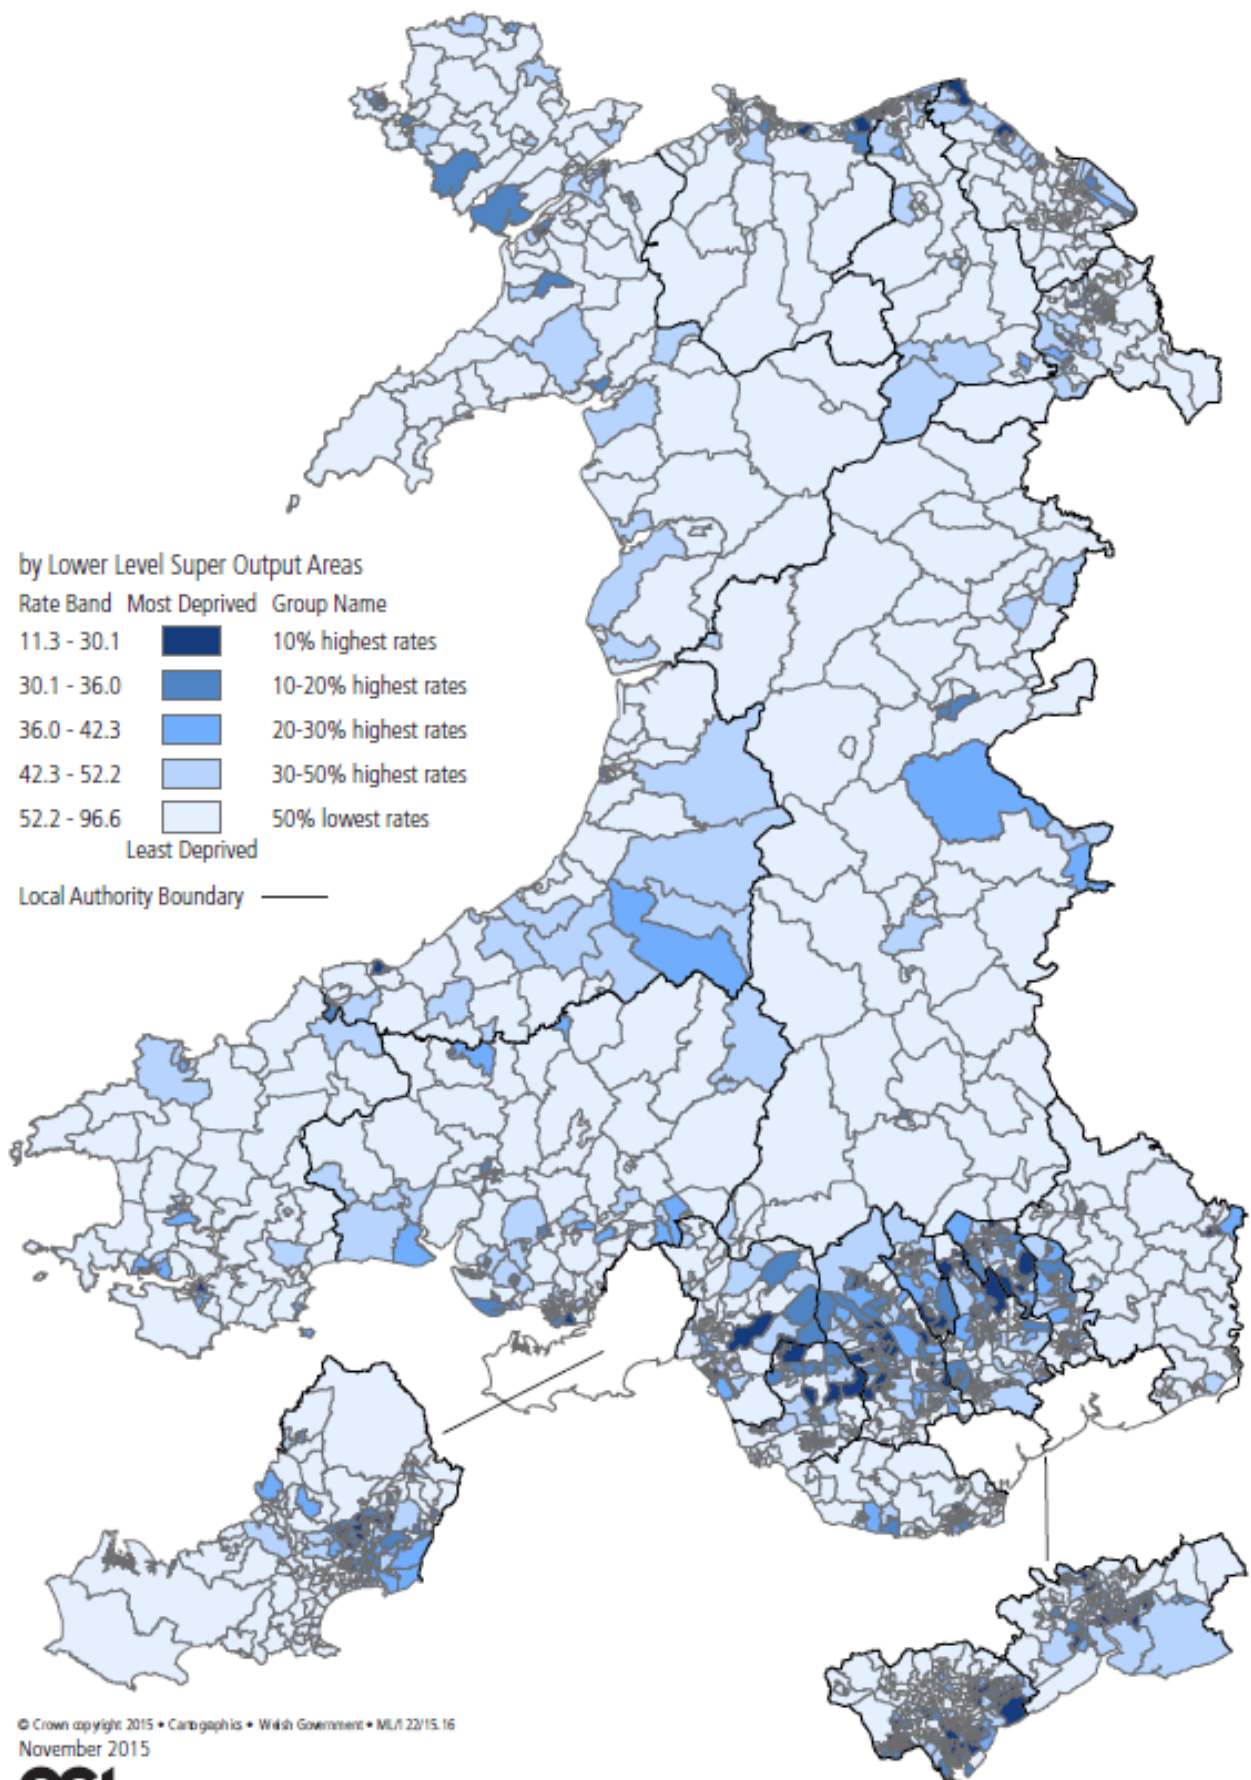 by Lower Level Super Output Areas
Rate Band Most Deprived Group Name
11.3 - 30.1 10% highest rates
30.1 - 36.0 10-20% highest rates
36.0 - 42.3 20-30% highest rates
42.3 - 52.2 30-50% highest rates
52.2 - 96.6 50% lowest rates
Least Deprived
Local Authority Boundary
© Crown copyright 2015 • Cartographics • Welsh Government • ML/122/15.16
November 2015